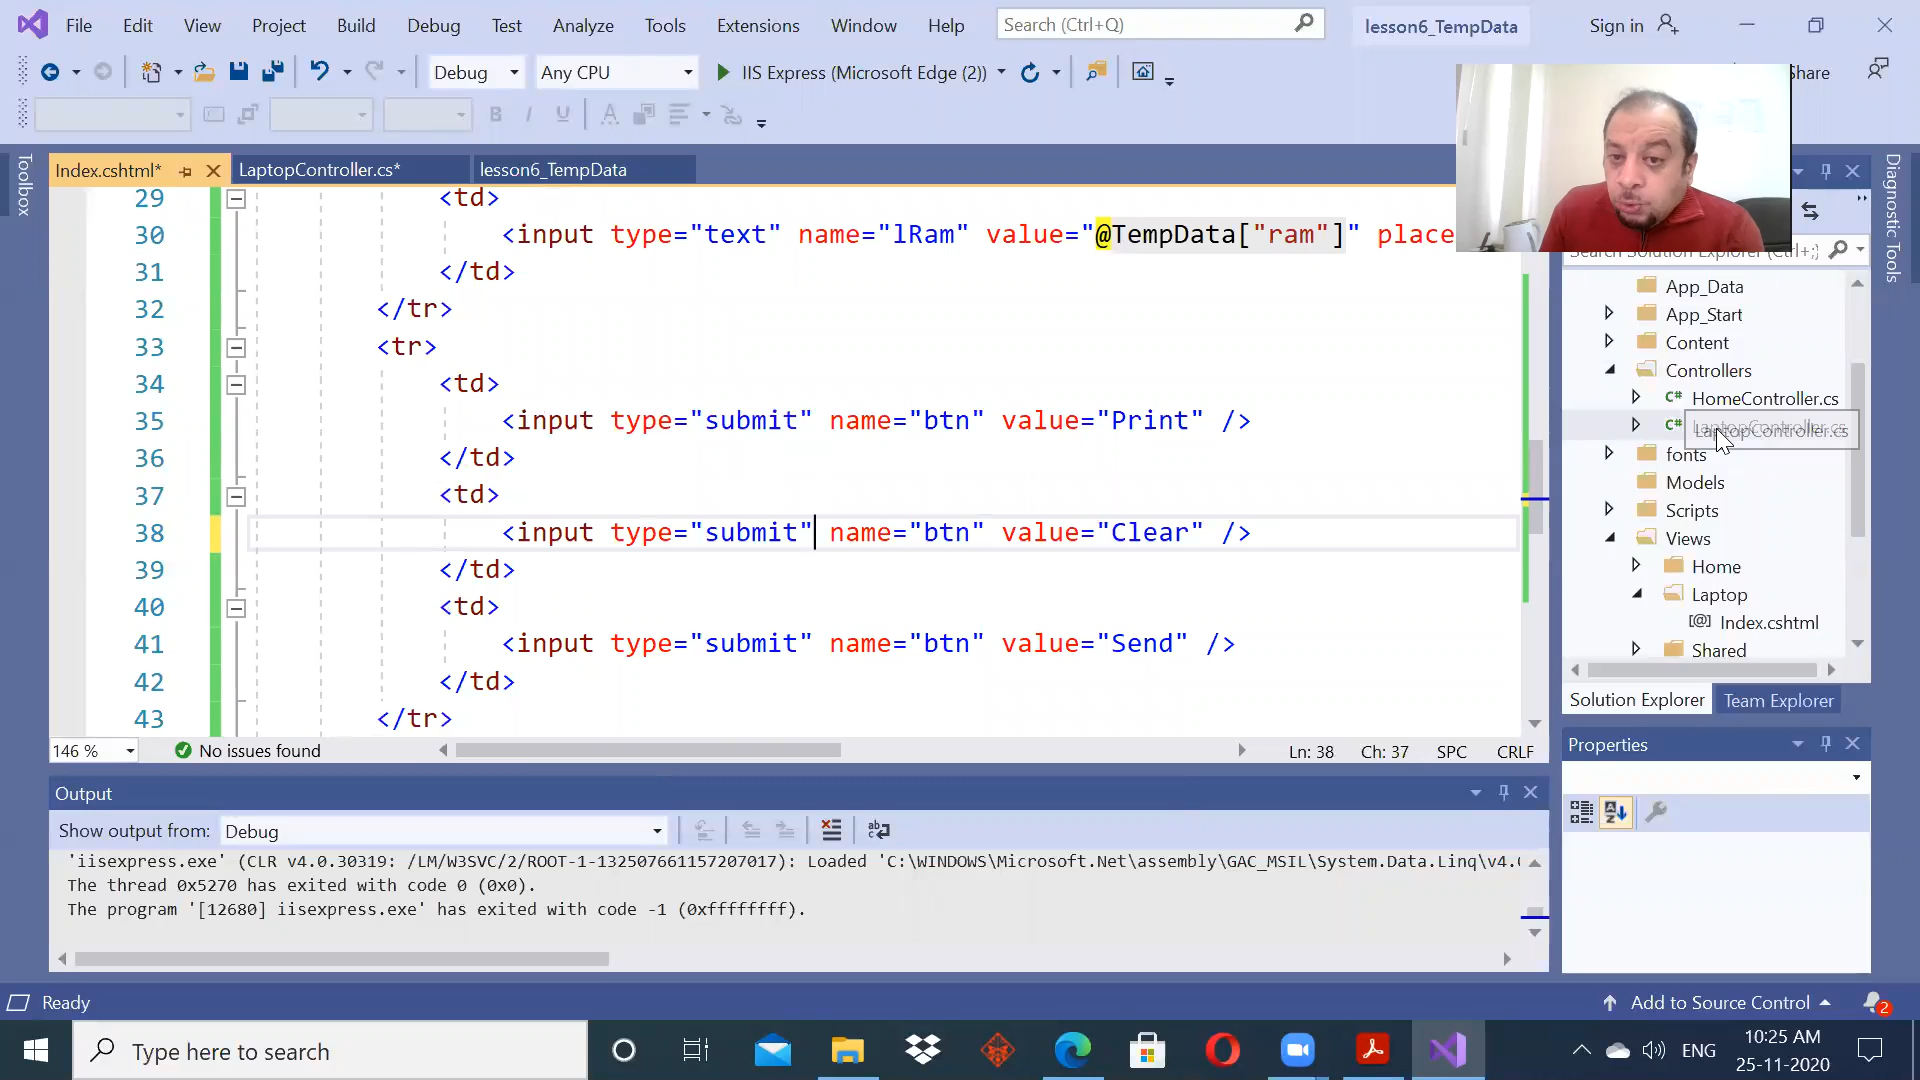 File Edit View Project Build Debug Test Analyze Tools Extensions Window Help Search (Ctrl+Q) lesson6_TempData Sign in
Debug Any CPU IIS Express (Microsoft Edge (2)) Share
Toolbox
Index.cshtml* LaptopController.cs* lesson6_TempData
29 <td>
30 <input type="text" name="lRam" value="@TempData["ram"]" place
31 </td>
32 </tr>
33 <tr>
34 <td>
35 <input type="submit" name="btn" value="Print" />
36 </td>
37 <td>
38 <input type="submit" name="btn" value="Clear" />
39 </td>
40 <td>
41 <input type="submit" name="btn" value="Send" />
42 </td>
43 </tr>
146 % No issues found Ln: 38 Ch: 37 SPC CRLF
Output
Show output from: Debug
'iisexpress.exe' (CLR v4.0.30319: /LM/W3SVC/2/ROOT-1-132507661157207017): Loaded 'C:\WINDOWS\Microsoft.Net\assembly\GAC_MSIL\System.Data.Linq\v4.
The thread 0x5270 has exited with code 0 (0x0).
The program '[12680] iisexpress.exe' has exited with code -1 (0xffffffff).
Search Solution Explorer (Ctrl+;)
App_Data
App_Start
Content
Controllers
C# HomeController.cs
C# LaptopController.cs
fonts
Models
Scripts
Views
Home
Laptop
[@] Index.cshtml
Shared
Solution Explorer Team Explorer
Properties
Diagnostic Tools
Ready Add to Source Control 2
Type here to search
ENG
10:25 AM
25-11-2020